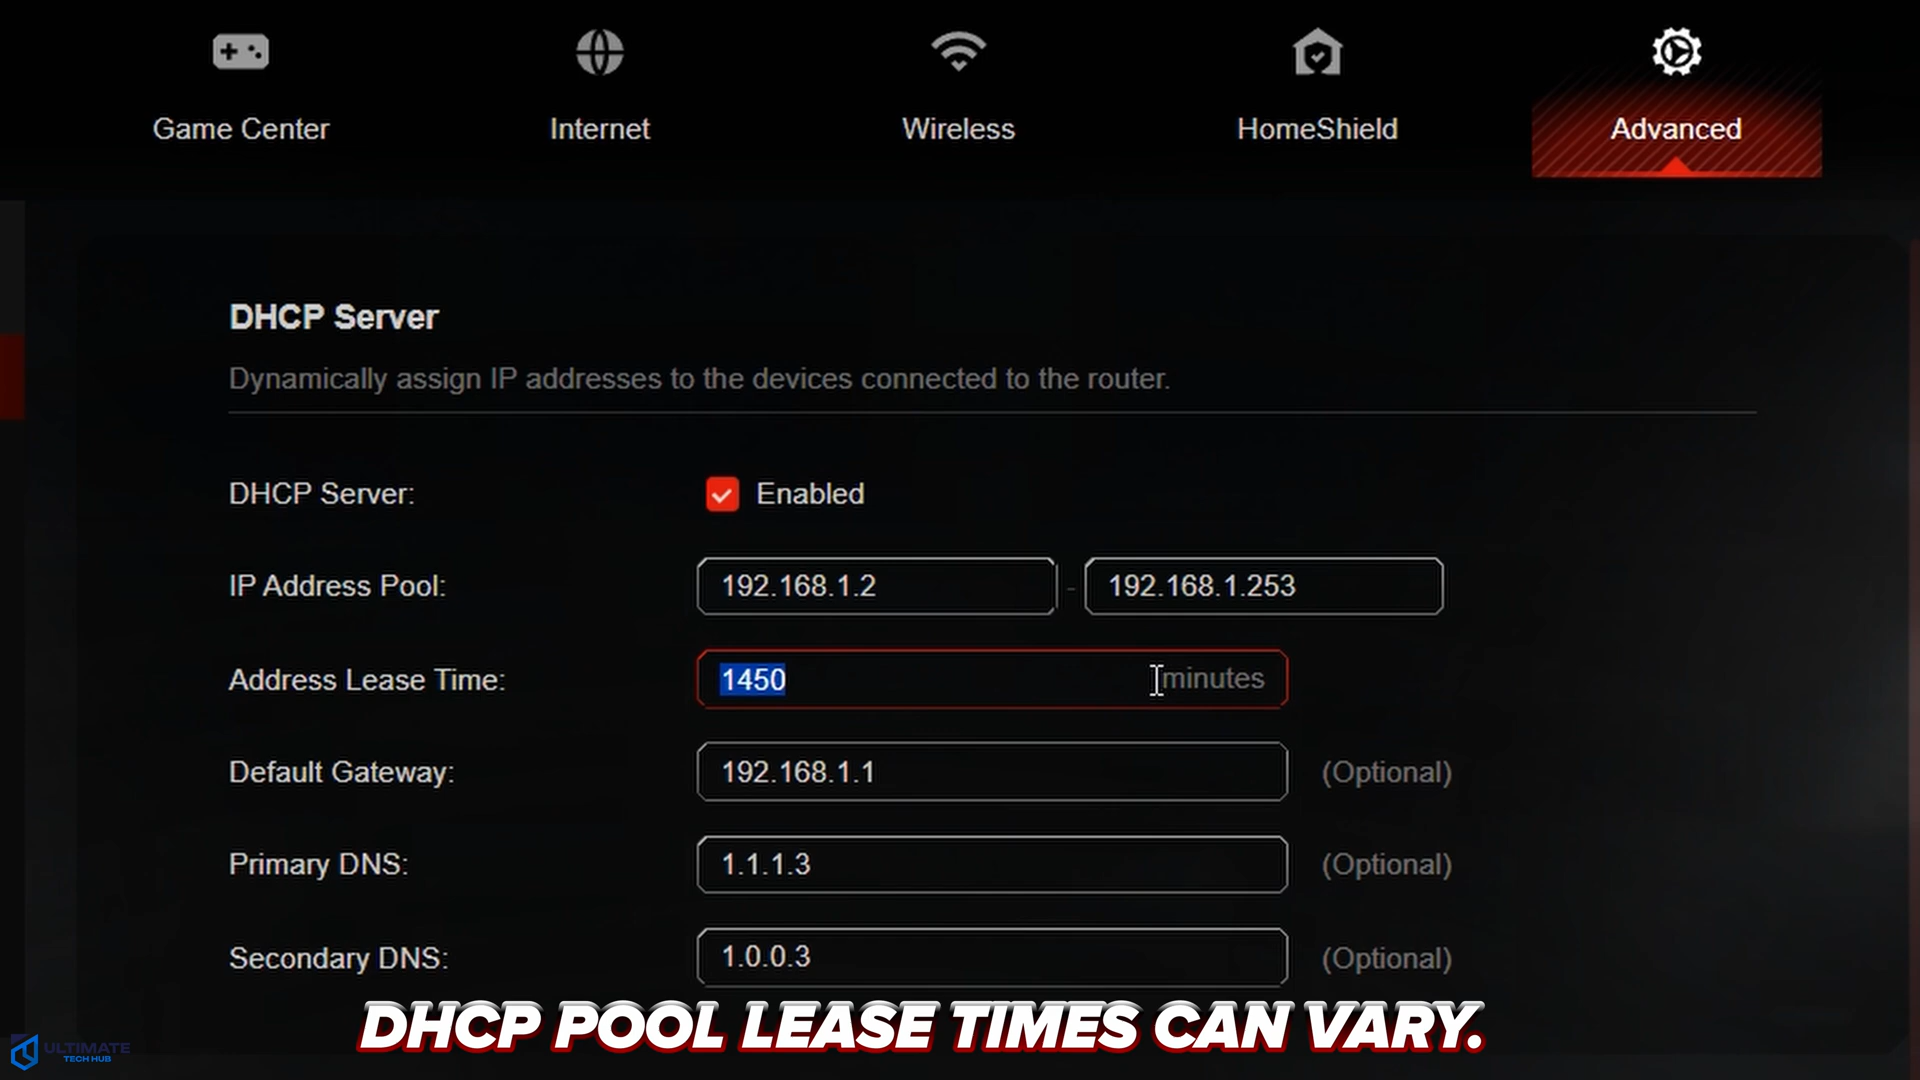 Game Center
Internet
Wireless
HomeShield
Advanced
DHCP Server
Dynamically assign IP addresses to the devices connected to the router.
DHCP Server:
Enabled
IP Address Pool:
192.168.1.2 - 192.168.1.253
Address Lease Time:
1450 minutes
Default Gateway:
192.168.1.1 (Optional)
Primary DNS:
1.1.1.3 (Optional)
Secondary DNS:
1.0.0.3 (Optional)
DHCP POOL LEASE TIMES CAN VARY.
ULTIMATE
TECH HUB